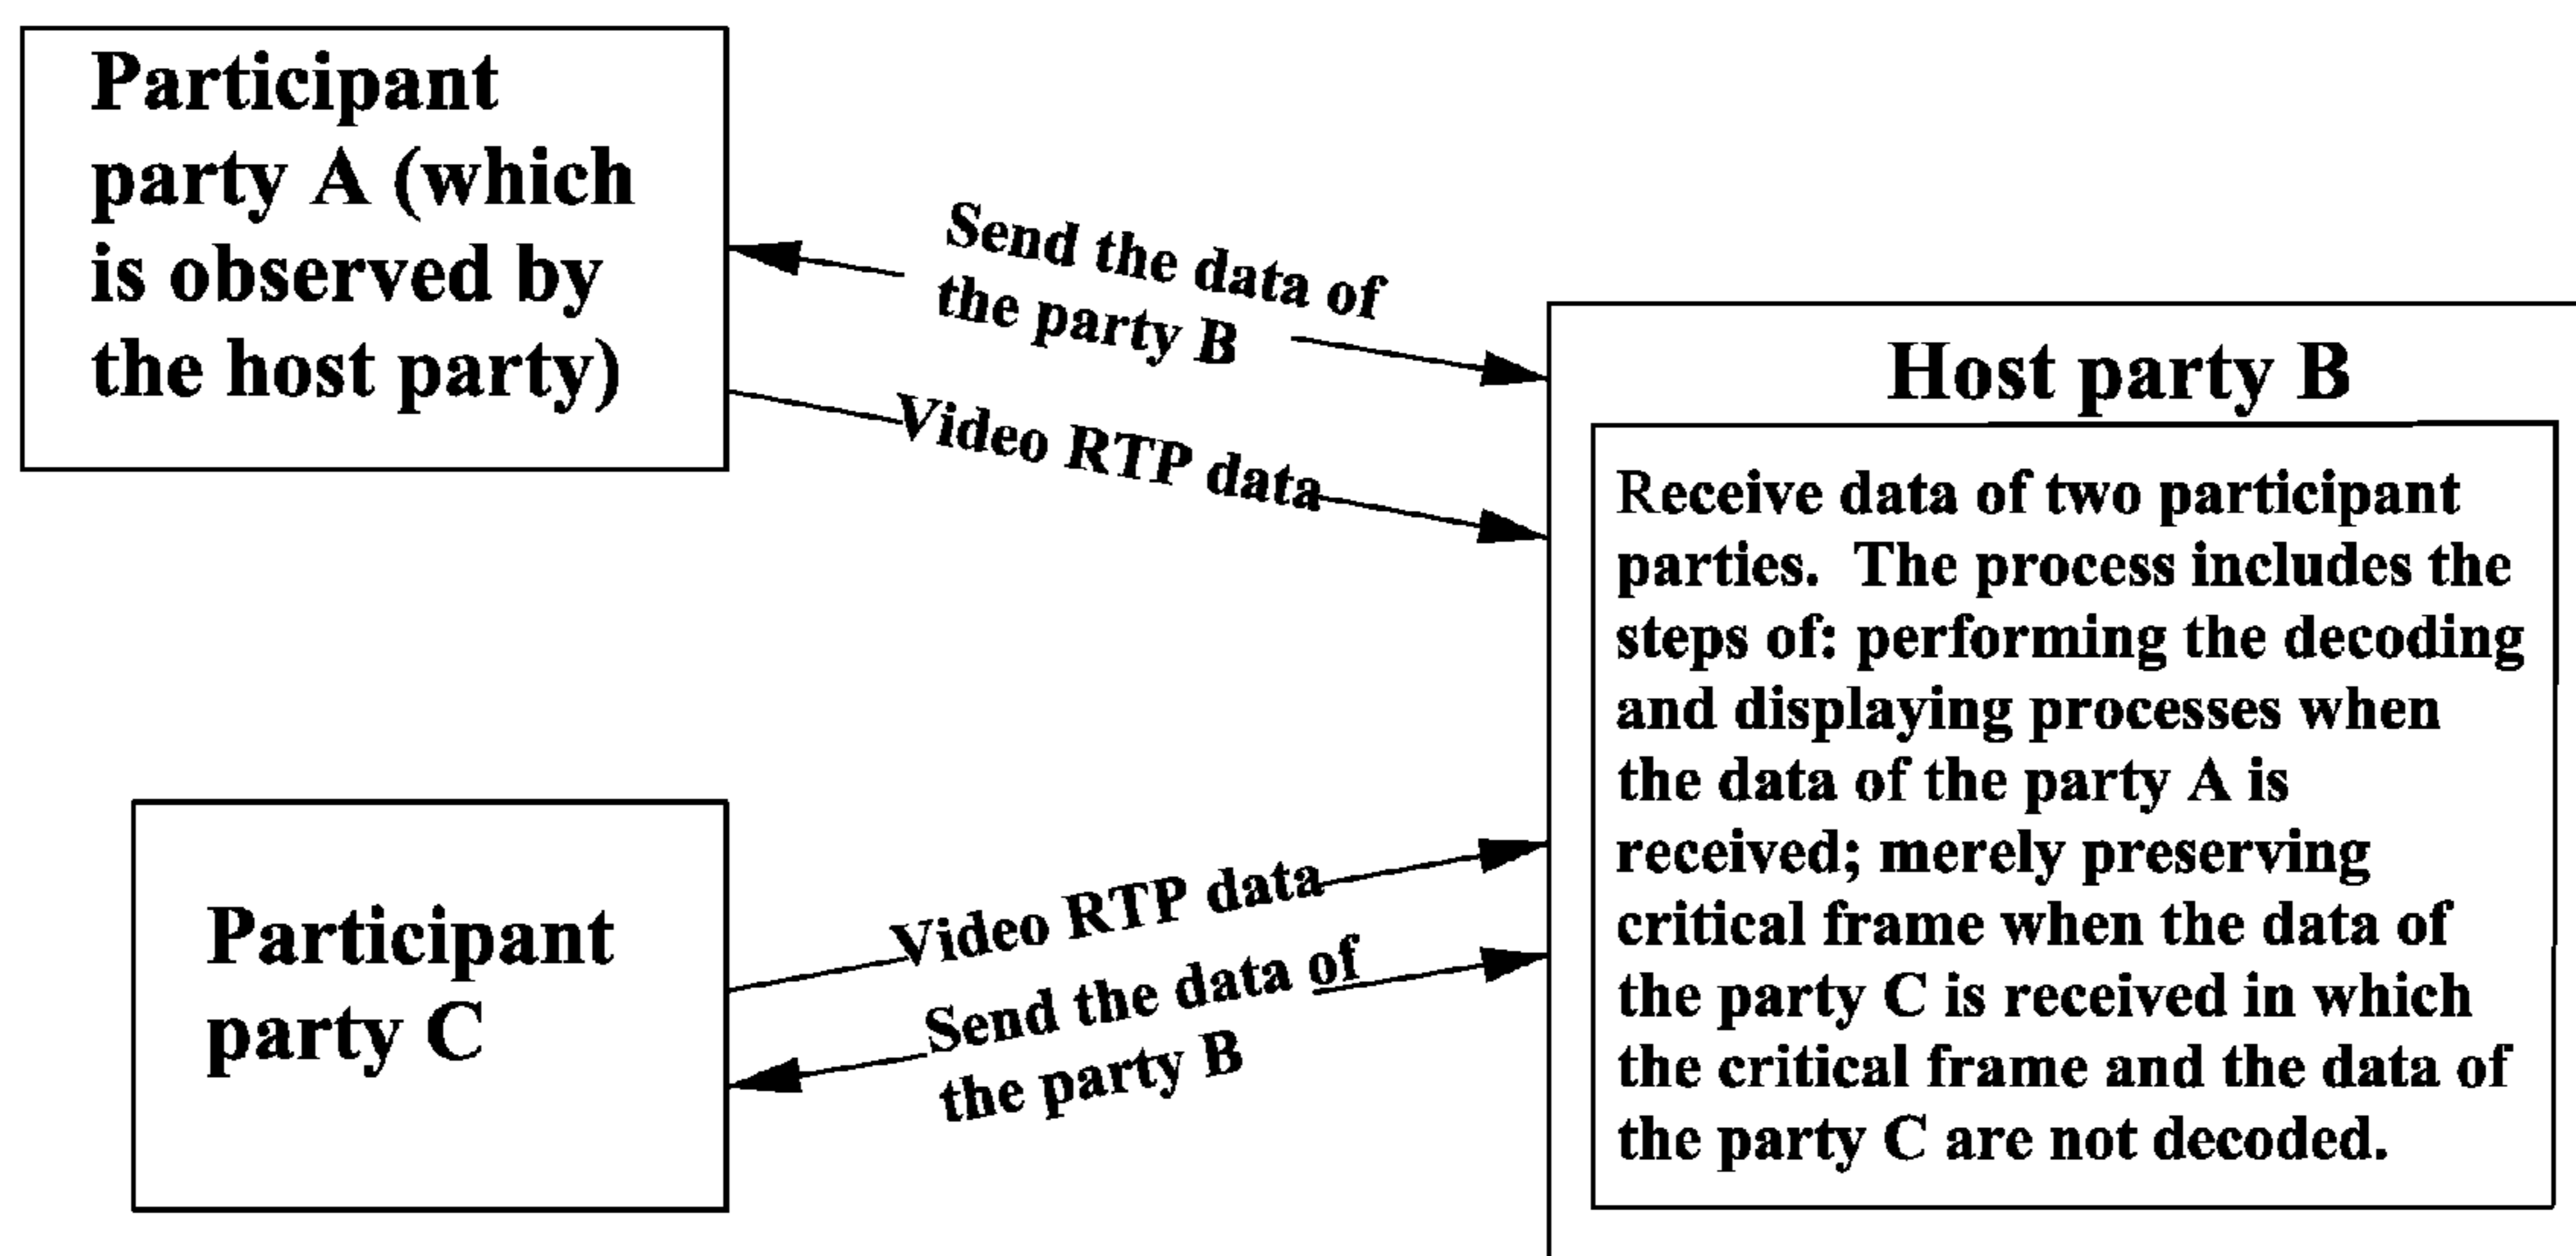 Participant
party A (which
is observed by
the host party)
Send the data of
the party B
Video RTP data
Host party B
Receive data of two participant
parties. The process includes the
steps of: performing the decoding
and displaying processes when
the data of the party A is
received; merely preserving
critical frame when the data of
the party C is received in which
the critical frame and the data of
the party C are not decoded.
Participant
party C
Video RTP data
Send the data of
the party B